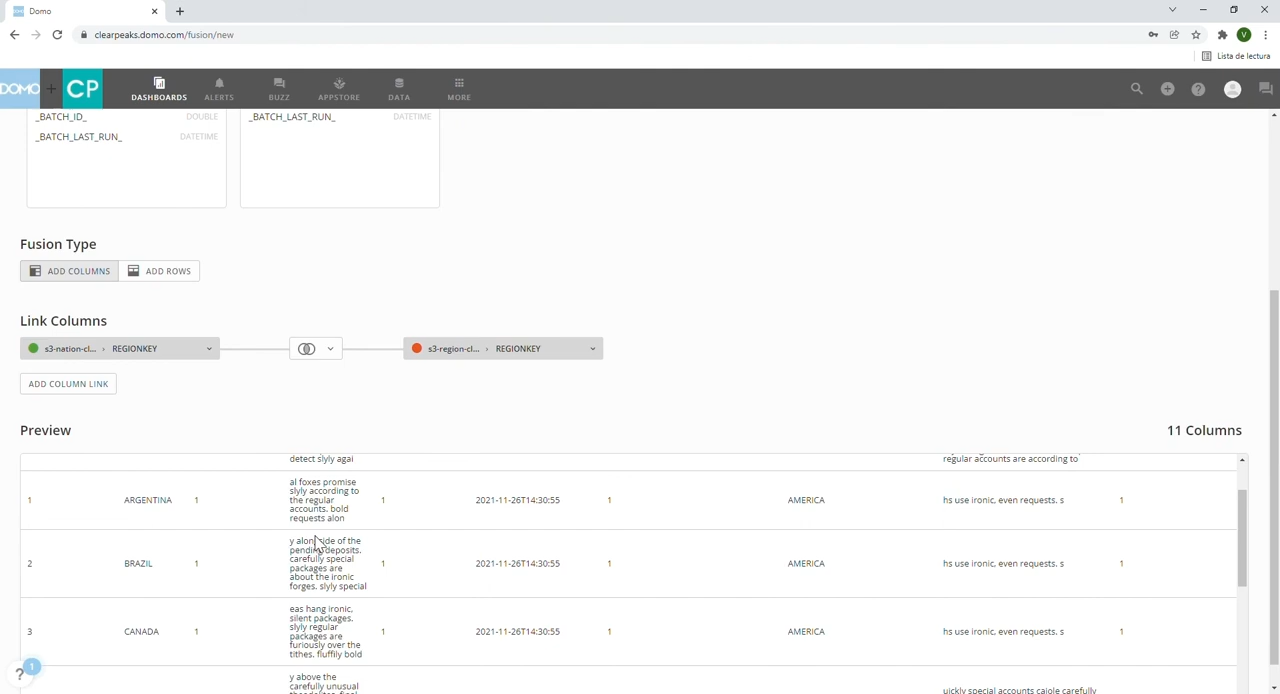 Domo
clearpeaks.domo.com/fusion/new
V
Lista de lectura
DOMO
CP
DASHBOARDS
ALERTS
BUZZ
APPSTORE
DATA
MORE
_BATCH_ID_ DOUBLE
_BATCH_LAST_RUN_ DATETIME
_BATCH_LAST_RUN_ DATETIME
Fusion Type
ADD COLUMNS
ADD ROWS
Link Columns
s3-nation-cl... › REGIONKEY
s3-region-cl... › REGIONKEY
ADD COLUMN LINK
Preview
11 Columns
detect slyly agai
regular accounts are according to
1 ARGENTINA 1
al foxes promise
slyly according to
the regular
accounts. bold
requests alon
1 2021-11-26T14:30:55 1 AMERICA hs use ironic, even requests. s 1
2 BRAZIL 1
y alongside of the
pending deposits.
carefully special
packages are
about the ironic
forges. slyly special
1 2021-11-26T14:30:55 1 AMERICA hs use ironic, even requests. s 1
3 CANADA 1
eas hang ironic,
silent packages.
slyly regular
packages are
furiously over the
tithes. fluffily bold
1 2021-11-26T14:30:55 1 AMERICA hs use ironic, even requests. s 1
y above the
carefully unusual
uickly special accounts cajole carefully
? 1